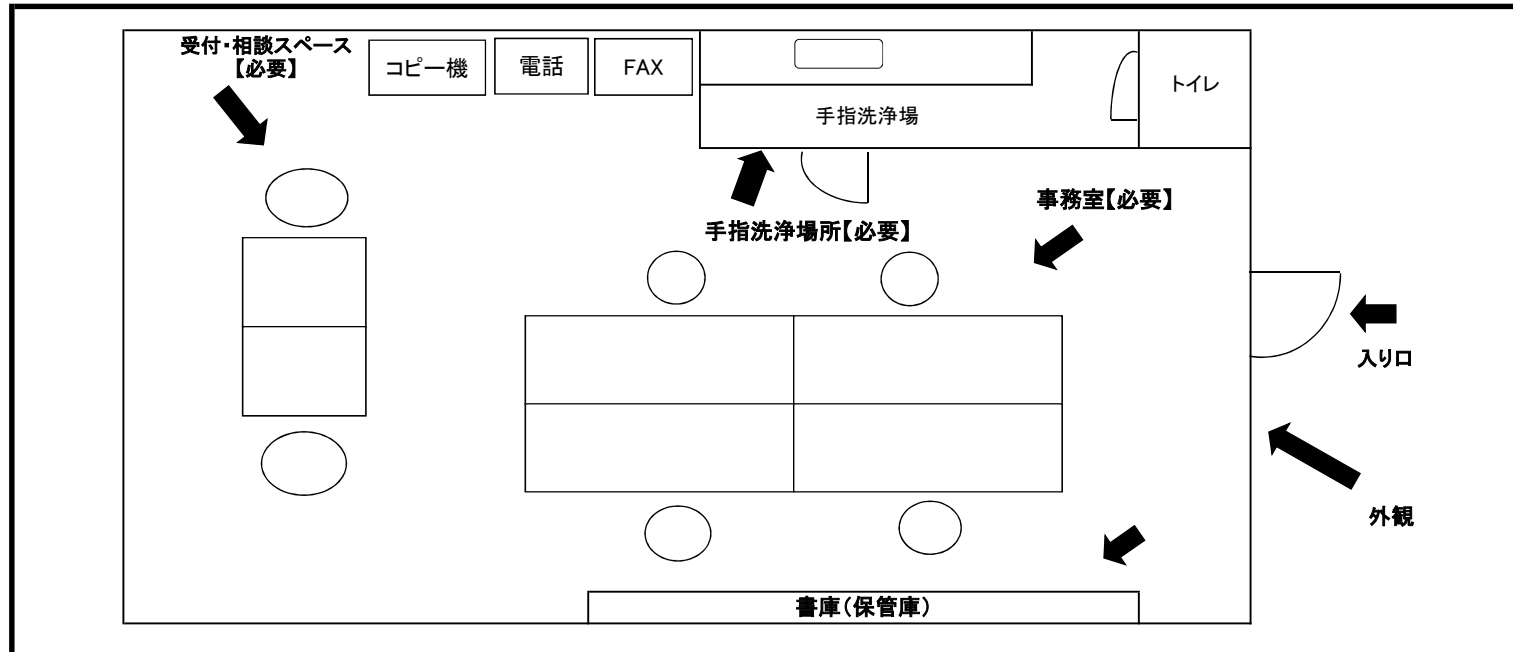 受付・相談スペース
【必要】
コピー機
電話
FAX
トイレ
手指洗浄場
事務室【必要】
手指洗浄場所【必要】
入り口
外観
書庫（保管庫）